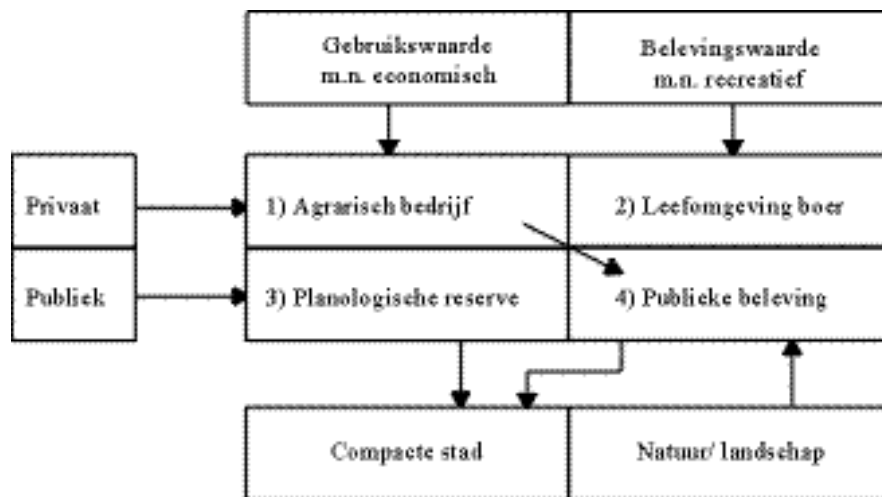 Gebruikswaarde
m.n. economisch
Belevingswaarde
m.n. recreatief
Privaat
1) Agrarisch bedrijf
2) Leefomgeving boer
Publiek
3) Planologische reserve
4) Publieke beleving
Compacte stad
Natuur/ landschap